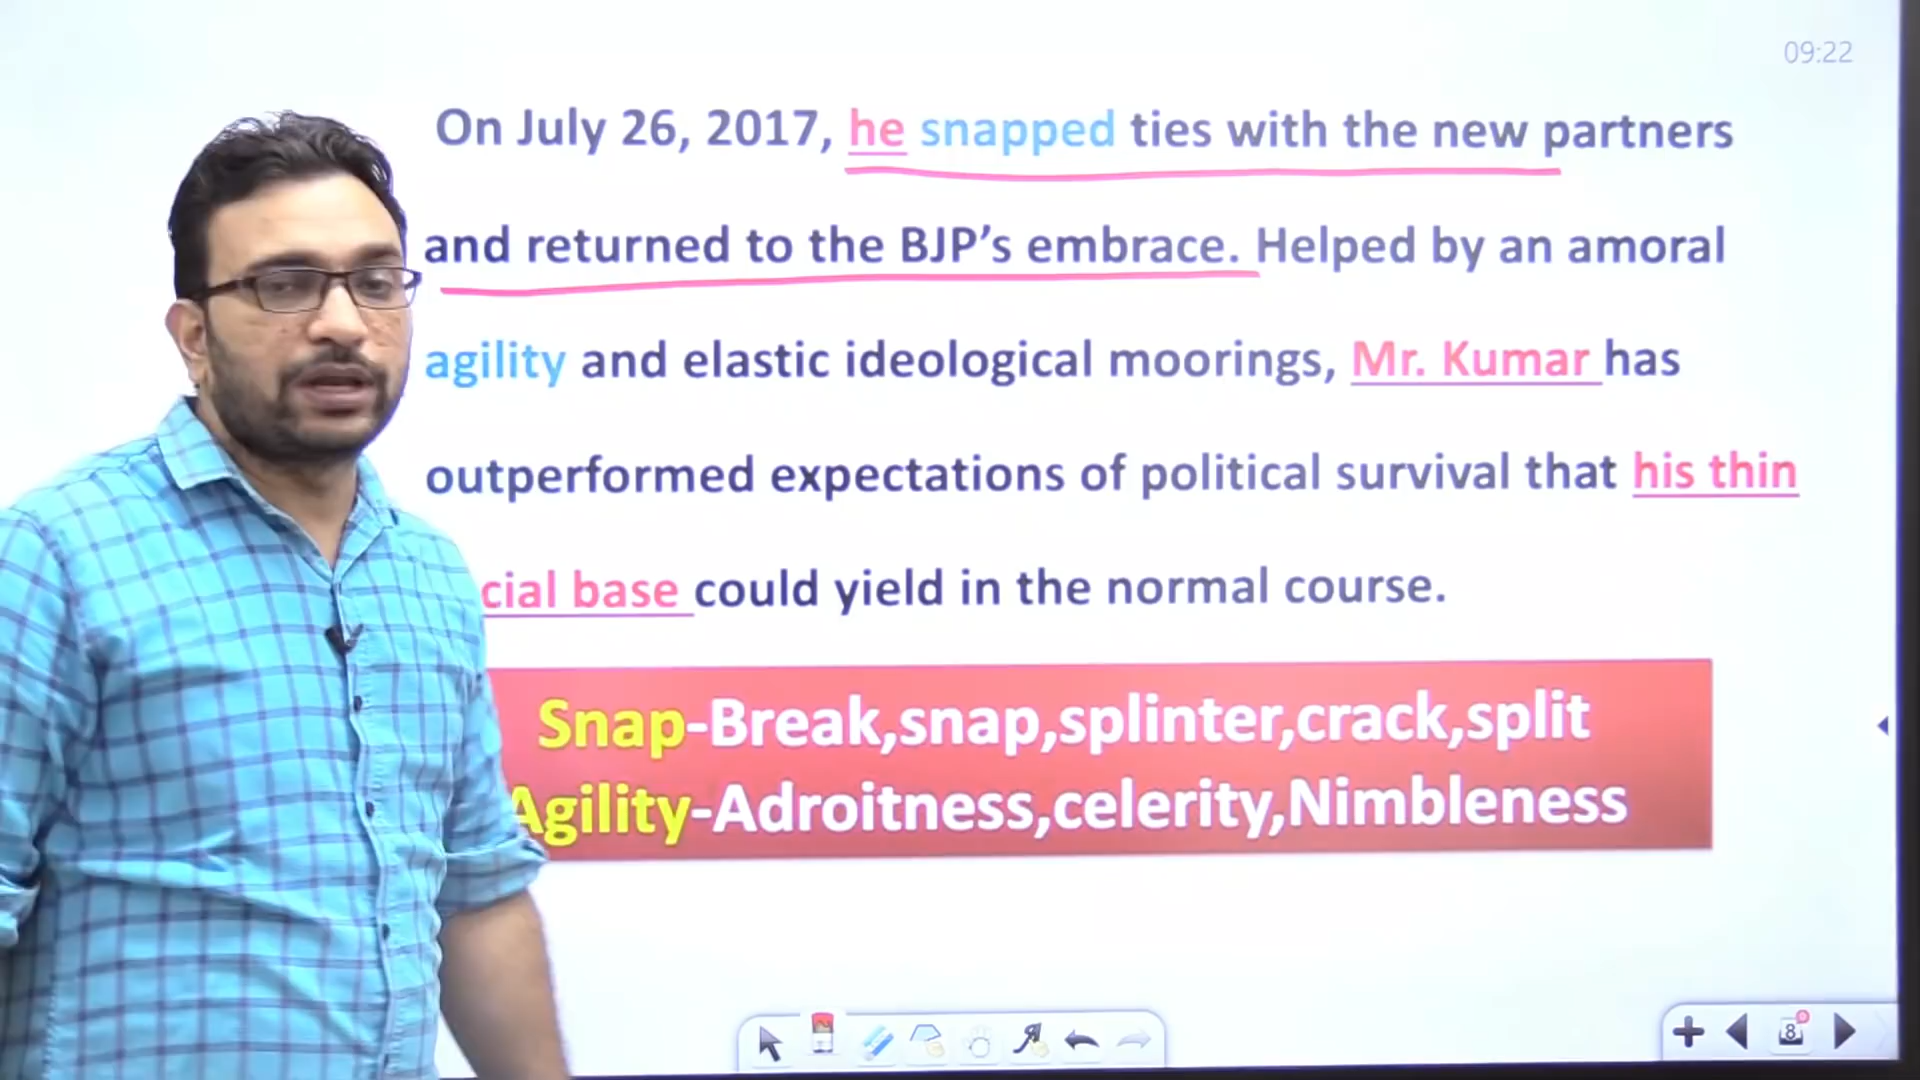 09:22
On July 26, 2017, he snapped ties with the new partners
and returned to the BJP's embrace. Helped by an amoral
agility and elastic ideological moorings, Mr. Kumar has
outperformed expectations of political survival that his thin
cial base could yield in the normal course.
Snap-Break,snap,splinter,crack,split
Agility-Adroitness,celerity,Nimbleness
8